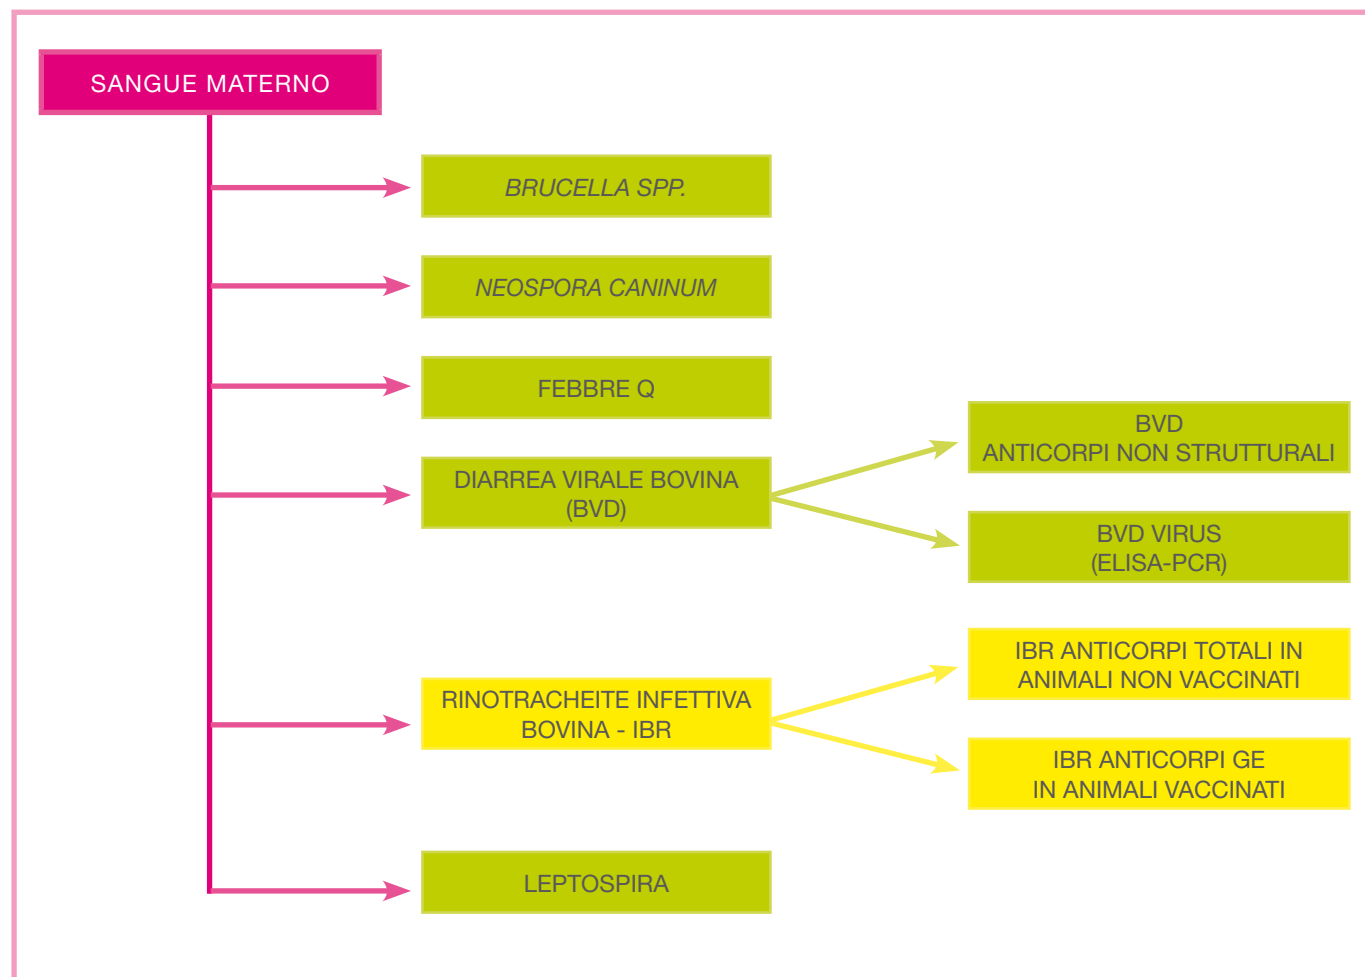 SANGUE MATERNO
BRUCELLA SPP.
NEOSPORA CANINUM
FEBBRE Q
DIARREA VIRALE BOVINA
(BVD)
BVD
ANTICORPI NON STRUTTURALI
BVD VIRUS
(ELISA-PCR)
RINOTRACHEITE INFETTIVA
BOVINA - IBR
IBR ANTICORPI TOTALI IN
ANIMALI NON VACCINATI
IBR ANTICORPI GE
IN ANIMALI VACCINATI
LEPTOSPIRA